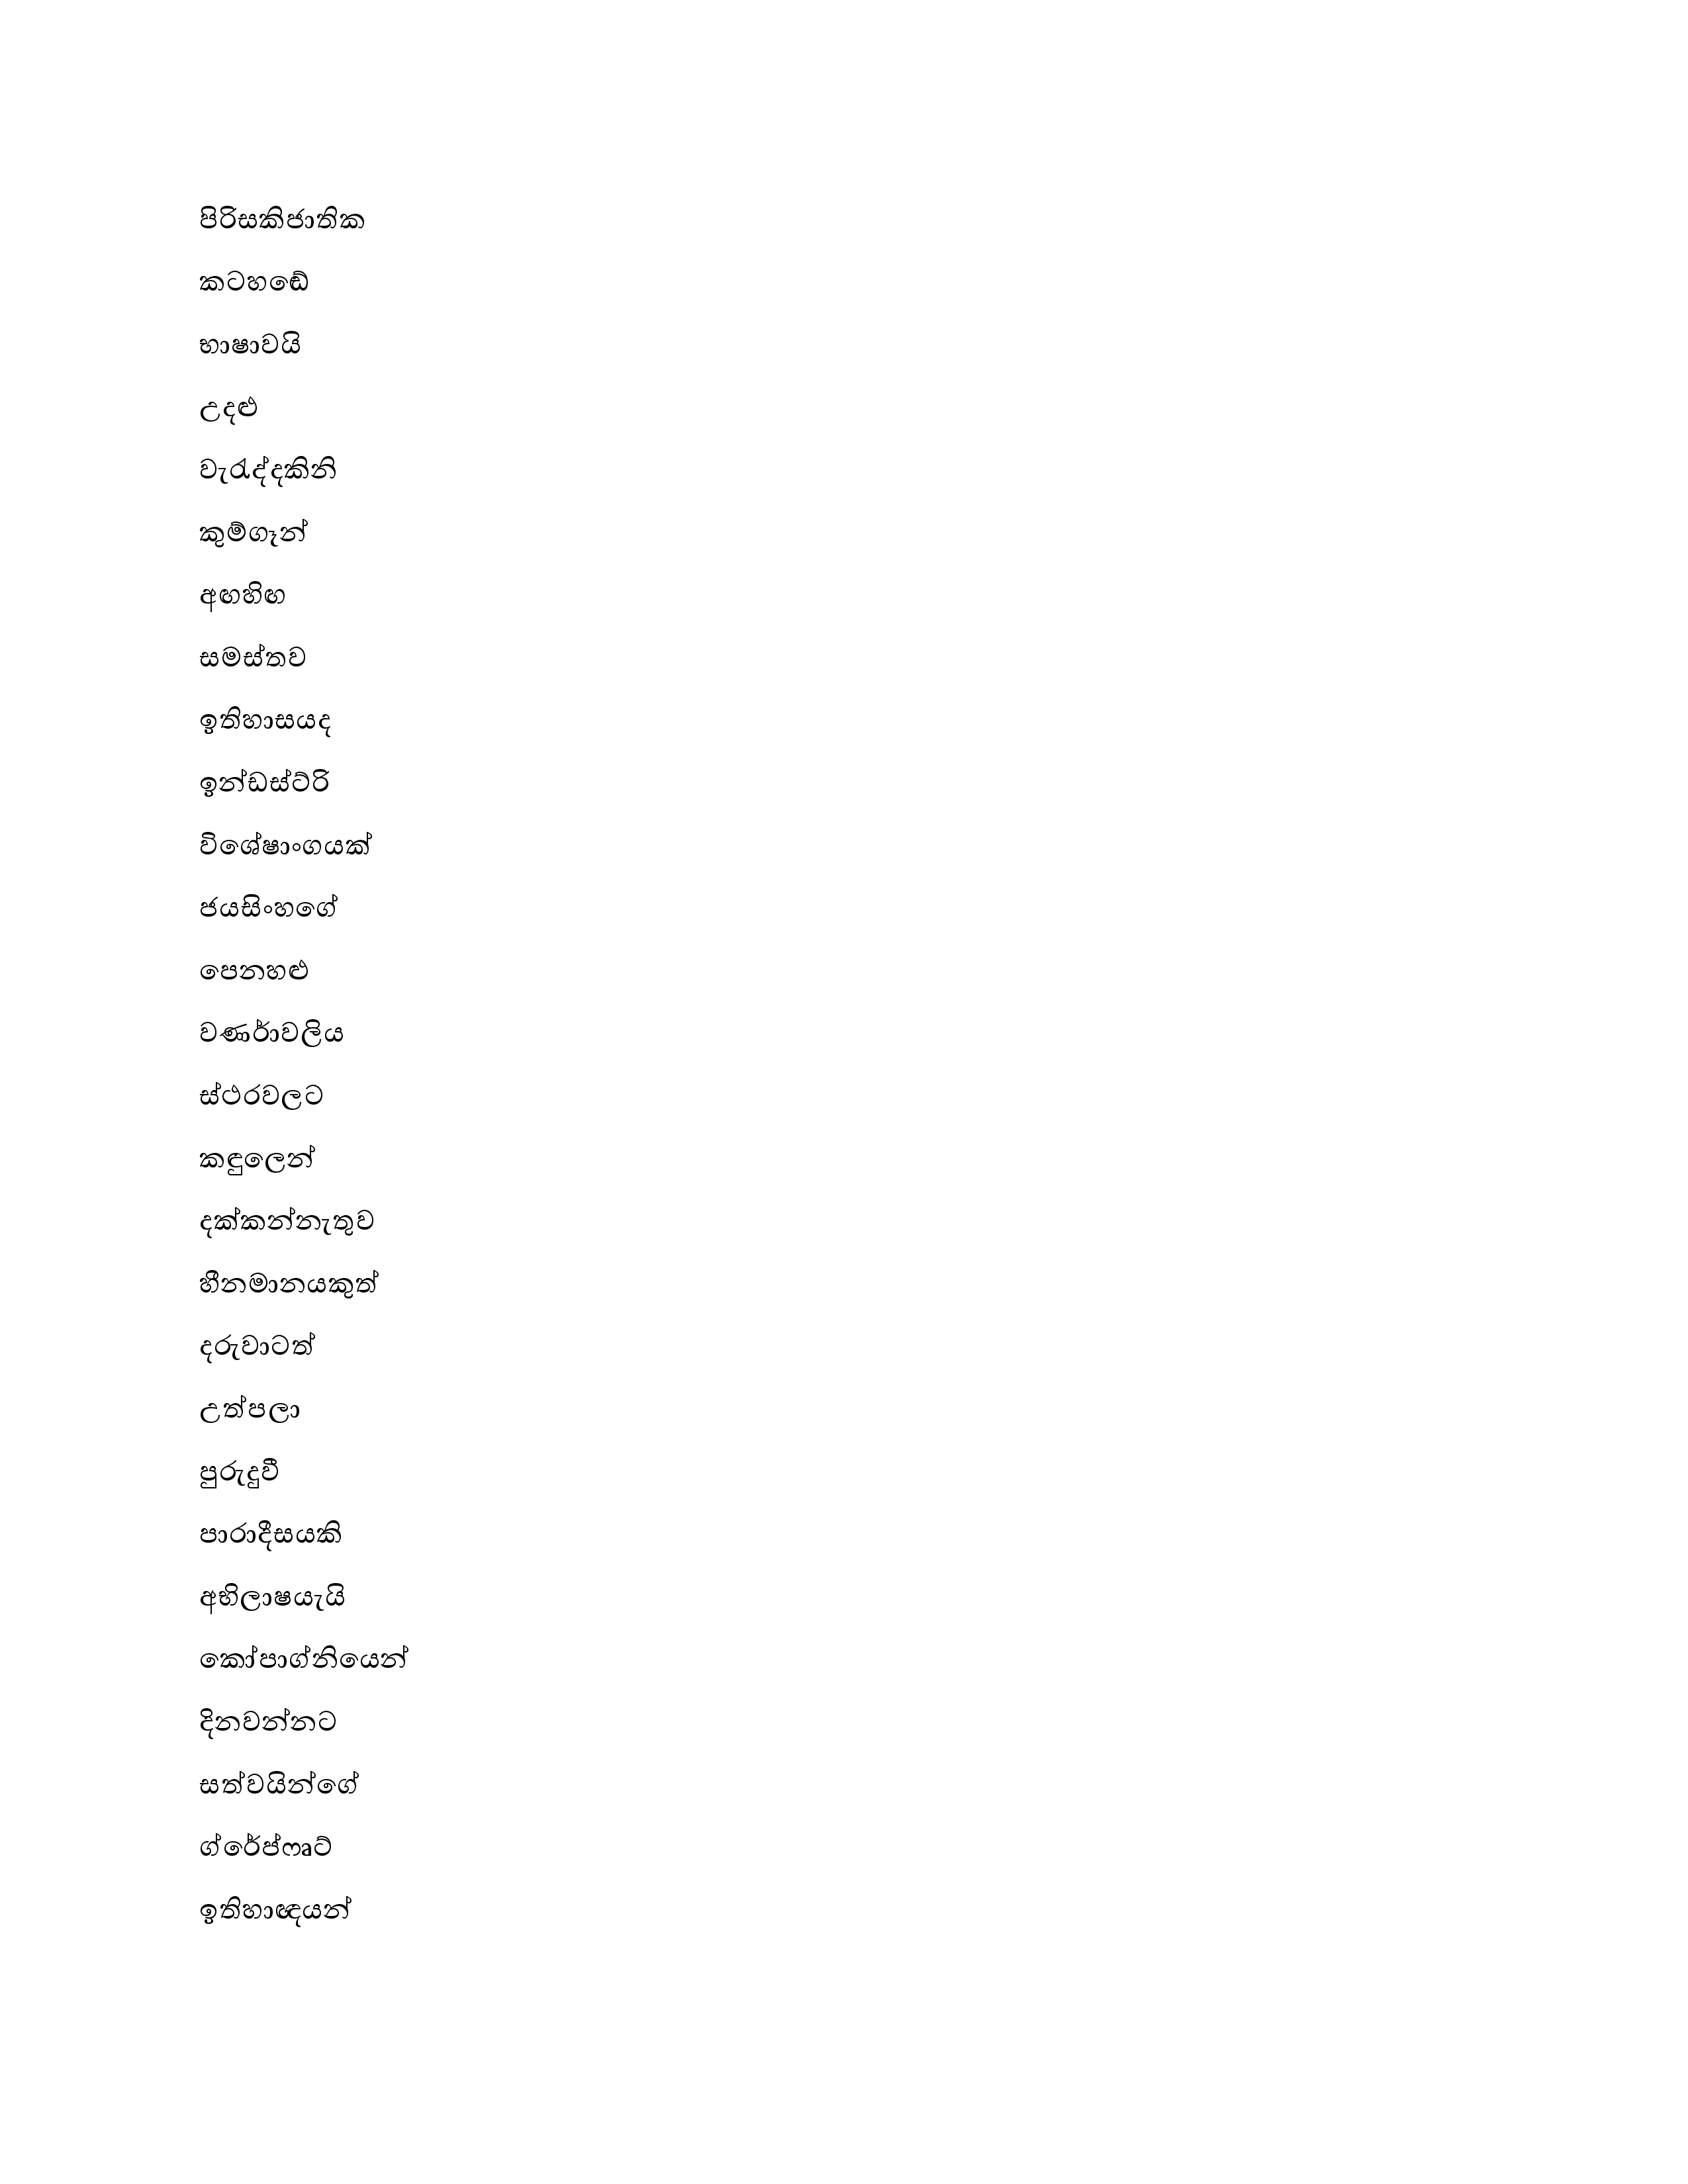 පිරිසකිජාතික
කටහඬේ
භාෂාවයි
උදළු
වැරැද්දකිනි
කුම්ගෑන්
අඟහිඟ
සමස්තව
ඉතිහාසයද
ඉන්ඩස්ට්රි
විශේෂාංගයක්
ජයසිංහගේ
පෙනහළු
වර්ණාවලිය
ස්ථරවලට
කඳුලෙන්
දක්කන්නැතුව
හීනමානයකුත්
දරුවාටත්
උත්පලා
පුරුදුවී
පාරාදීසයකි
අභිලාෂයැයි
කෝපාග්නියෙන්
දිනවන්නට
සත්වයින්ගේ
ග්රේප්ෆෘට්
ඉතිහාඥයන්